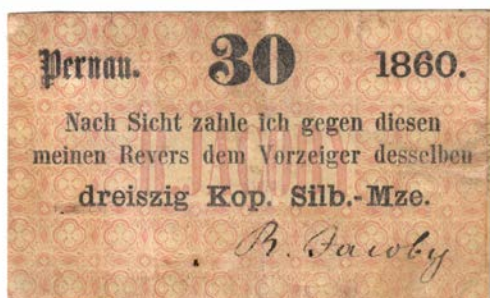 Pernau. 30 1860.
Nach Sicht zahle ich gegen diesen
meinen Revers dem Vorzeiger desselben
dreiszig Kop. Silb.-Mze.
R. Jacoby